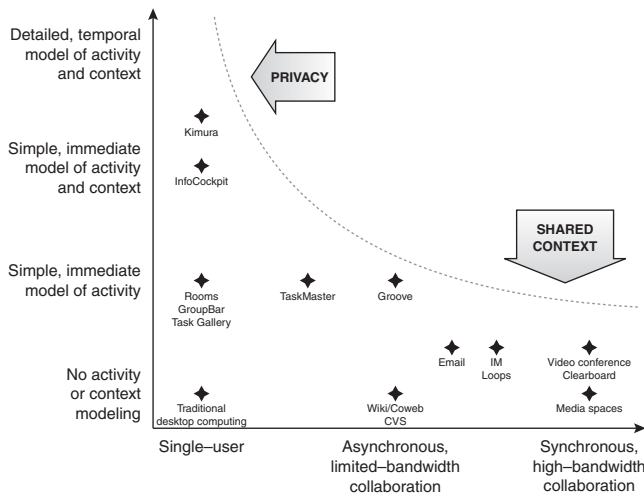 Detailed, temporal
model of activity
and context
PRIVACY
Kimura
Simple, immediate
model of activity
and context
InfoCockpit
SHARED
CONTEXT
Simple, immediate
model of activity
Rooms
GroupBar
Task Gallery
TaskMaster
Groove
Email
IM
Loops
Video conference
Clearboard
No activity
or context
modeling
Traditional
desktop computing
Wiki/Coweb
CVS
Media spaces
Single–user
Asynchronous,
limited–bandwidth
collaboration
Synchronous,
high–bandwidth
collaboration